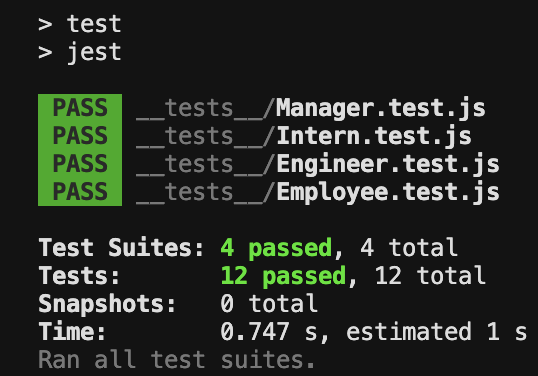 > test
> jest
PASS __tests__/Manager.test.js
PASS __tests__/Intern.test.js
PASS __tests__/Engineer.test.js
PASS __tests__/Employee.test.js
Test Suites: 4 passed, 4 total
Tests: 12 passed, 12 total
Snapshots: 0 total
Time: 0.747 s, estimated 1 s
Ran all test suites.